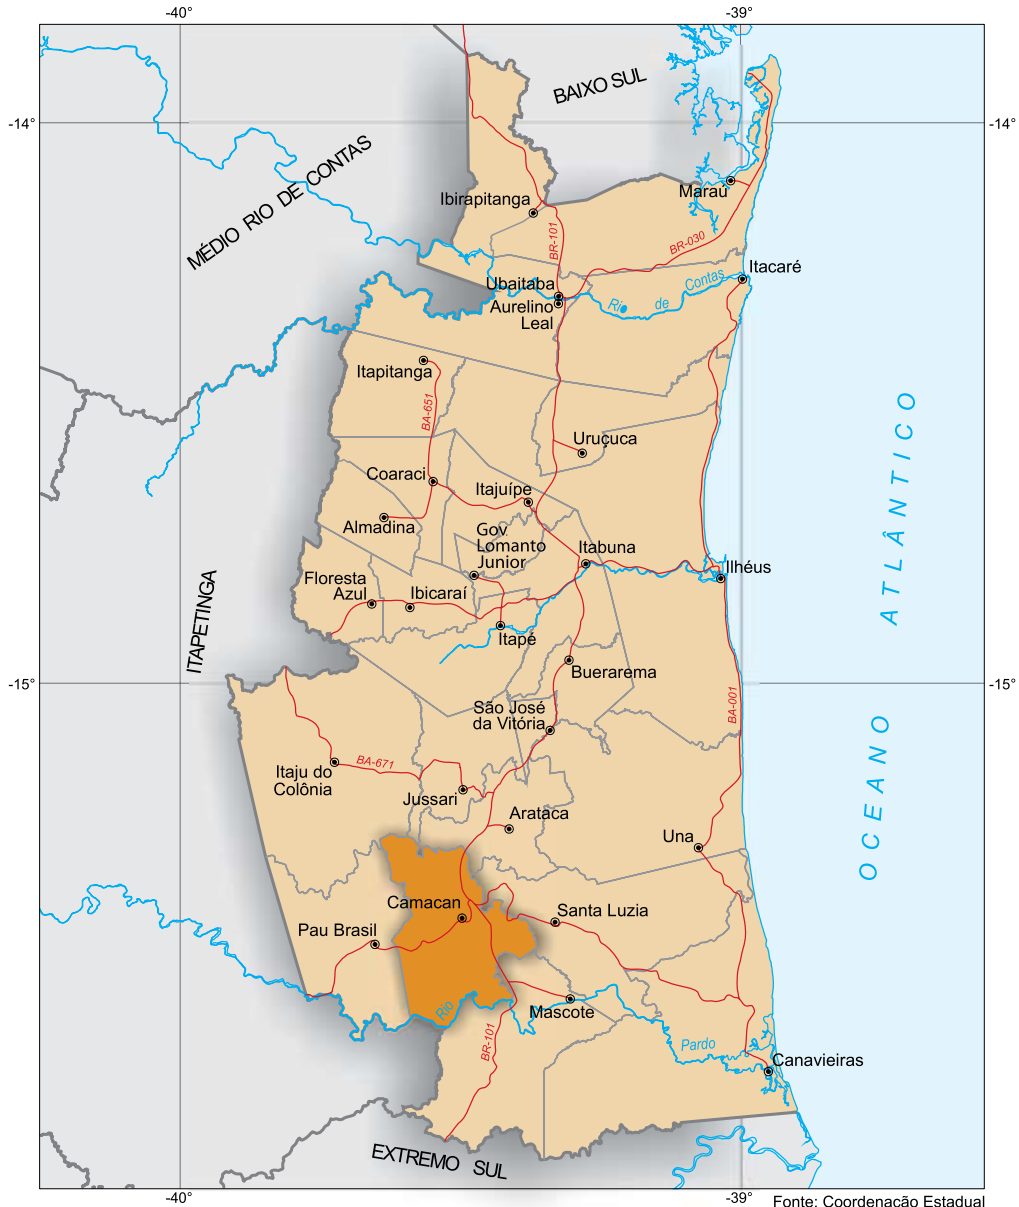 -40°
-39°
BAIXO SUL
-14°
-14°
MÉDIO RIO DE CONTAS
Maraú
Ibirapitanga
BR-101
BR-030
Itacaré
Ubaitaba
Contas
Rio
de
Aurelino
Leal
Itapitanga
BA-651
Uruçuca
Coaraci
Itajuípe
Almadina
Gov.
Lomanto
Junior
Itabuna
Ilhéus
Floresta
Azul
Ibicaraí
Itapé
ITAPETINGA
OCEANO ATLÂNTICO
Buerarema
-15°
-15°
BA-001
São José
da Vitória
BA-671
Itaju do
Colônia
Jussari
Arataca
Una
Camacan
Santa Luzia
Pau Brasil
Rio
Mascote
BR-101
Pardo
Canavieiras
EXTREMO SUL
-40°
-39°
Fonte: Coordenação Estadual